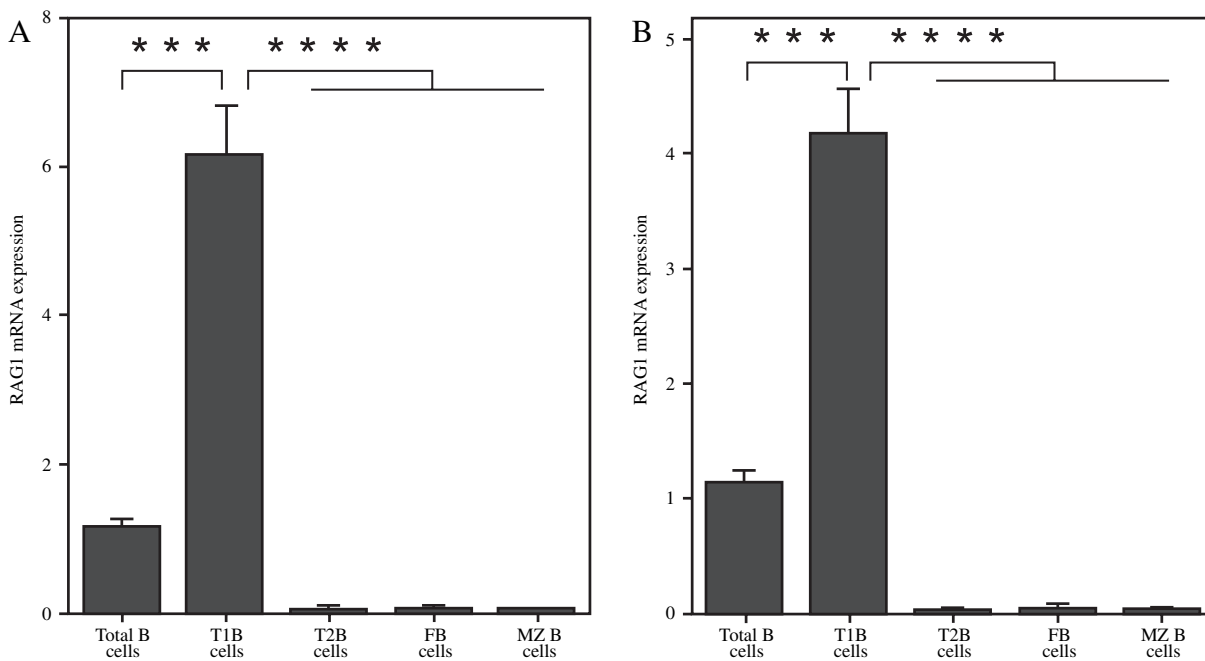 A
* * *
* * * *
RAG1 mRNA expression
8
6
4
2
0
Total B cells
T1B cells
T2B cells
FB cells
MZ B cells
B
* * *
* * * *
RAG1 mRNA expression
5
4
3
2
1
0
Total B cells
T1B cells
T2B cells
FB cells
MZ B cells